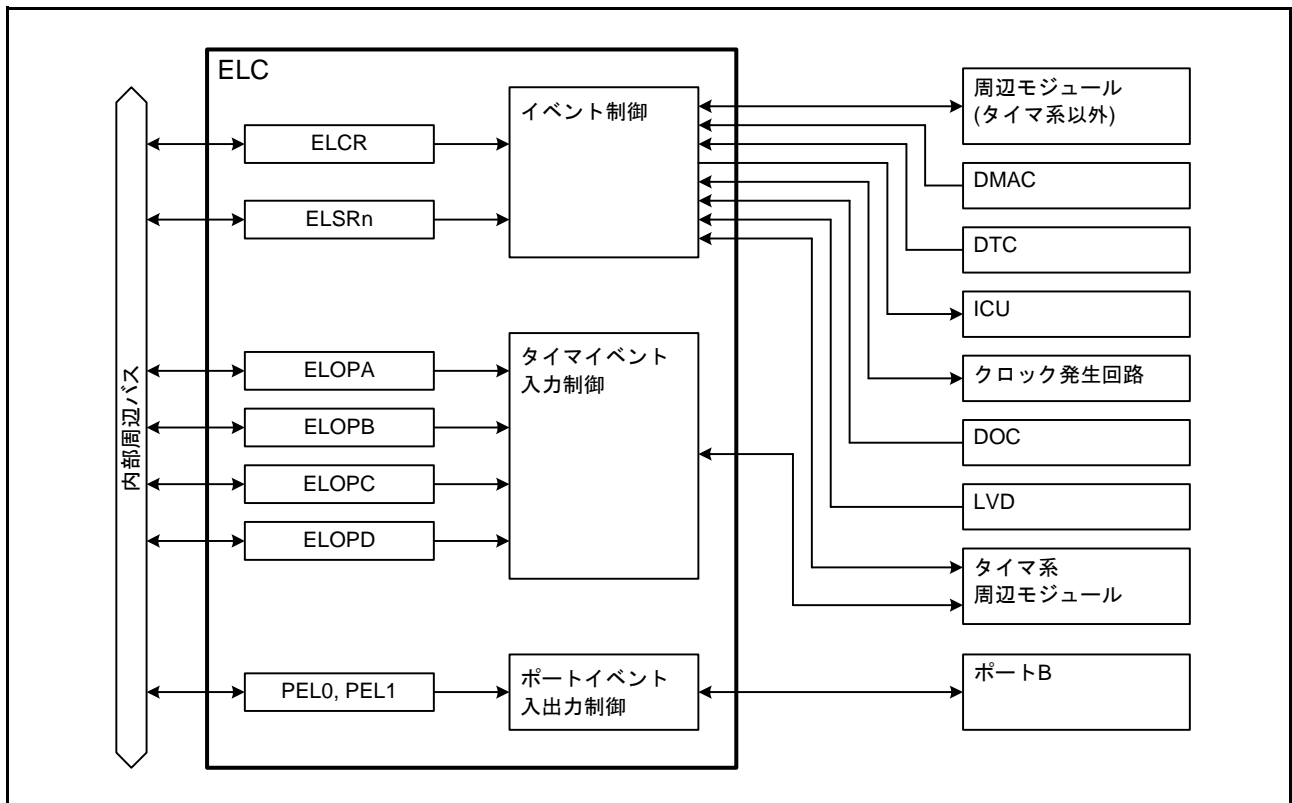 ELC
内部周辺バス
ELCR
ELSRn
ELOPA
ELOPB
ELOPC
ELOPD
PEL0, PEL1
イベント制御
タイマイベント
入力制御
ポートイベント
入出力制御
周辺モジュール
(タイマ系以外)
DMAC
DTC
ICU
クロック発生回路
DOC
LVD
タイマ系
周辺モジュール
ポートB